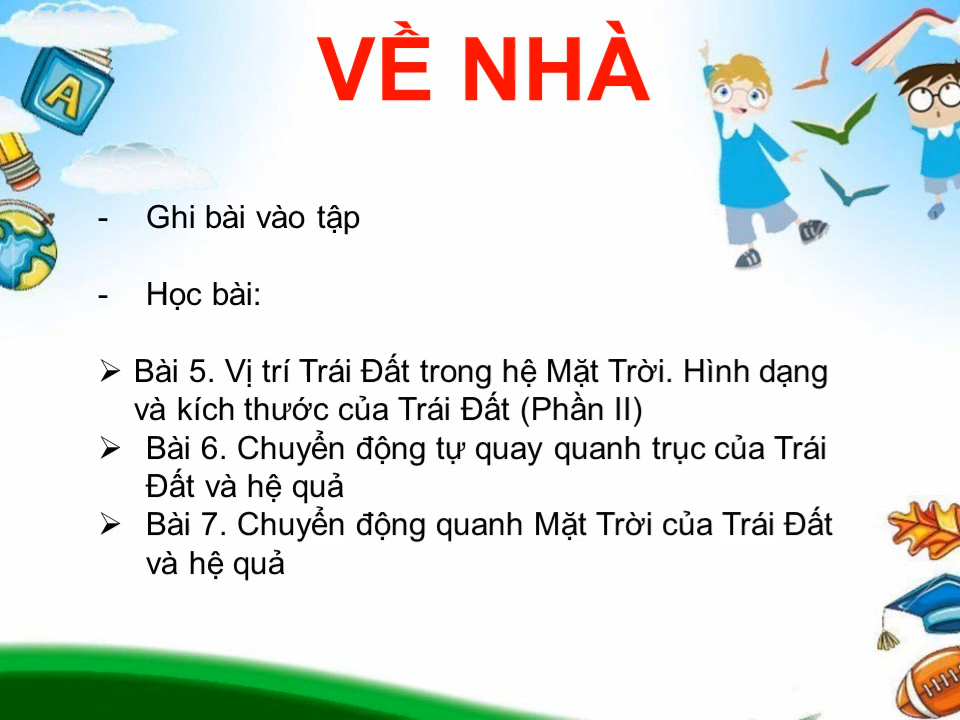 VỀ NHÀ
- Ghi bài vào tập
- Học bài:
➢ Bài 5. Vị trí Trái Đất trong hệ Mặt Trời. Hình dạng
và kích thước của Trái Đất (Phần II)
➢ Bài 6. Chuyển động tự quay quanh trục của Trái
Đất và hệ quả
➢ Bài 7. Chuyển động quanh Mặt Trời của Trái Đất
và hệ quả
A